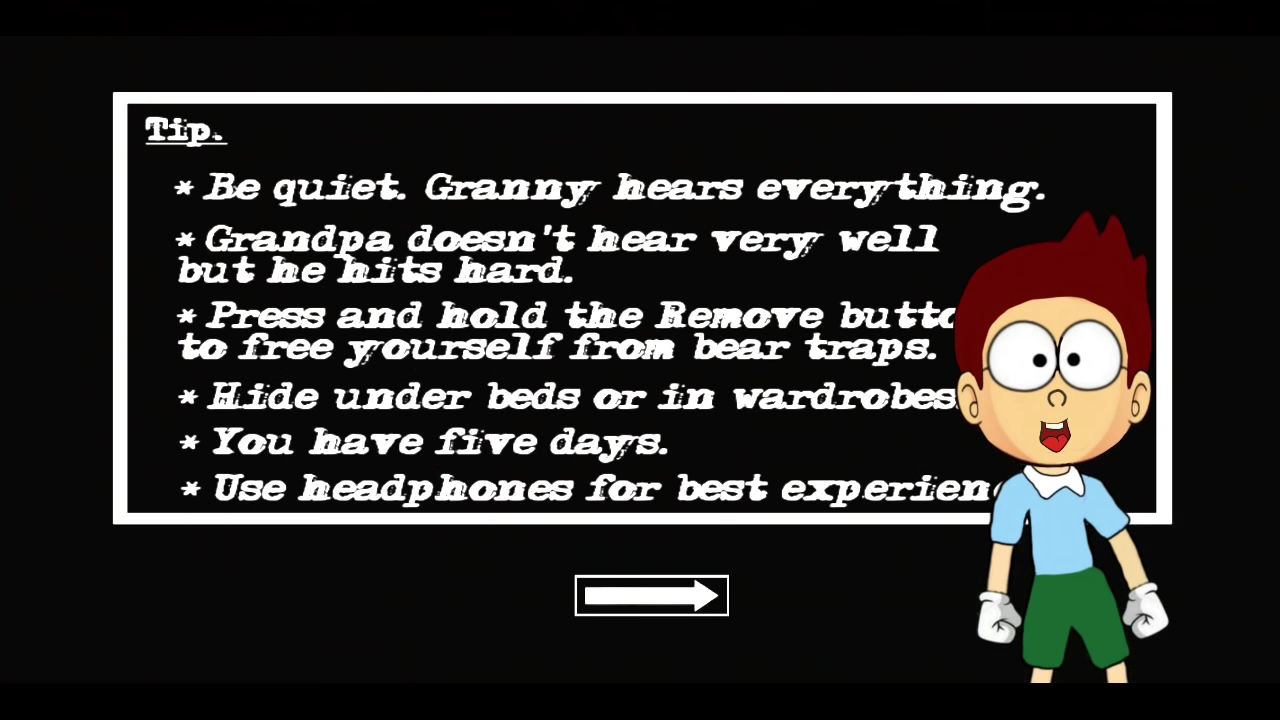 Tip.
* Be quiet. Granny hears everything.
* Grandpa doesn't hear very well
but he hits hard.
* Press and hold the Remove
to free yourself from bear traps.
* Hide under beds or in wardrobes
* You have five days.
* Use headphones for best